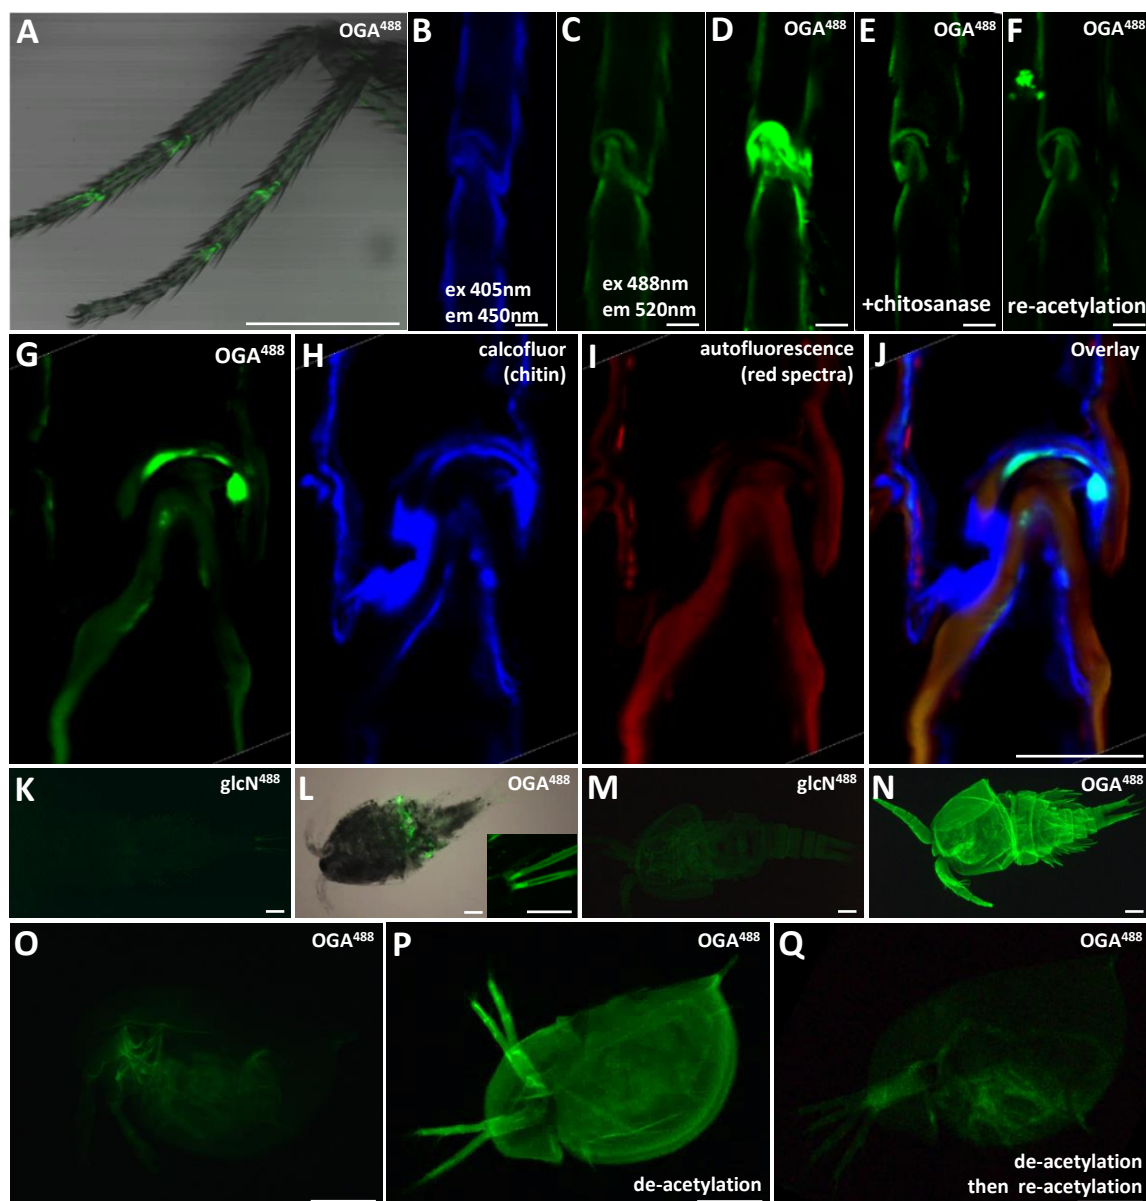 A
OGA488
B
ex 405nm
em 450nm
C
ex 488nm
em 520nm
D
OGA488
E
OGA488
+chitosanase
F
OGA488
re-acetylation
G
OGA488
H
calcofluor
(chitin)
I
autofluorescence
(red spectra)
J
Overlay
K
glcN488
L
OGA488
M
glcN488
N
OGA488
O
OGA488
P
OGA488
de-acetylation
Q
OGA488
de-acetylation
then re-acetylation